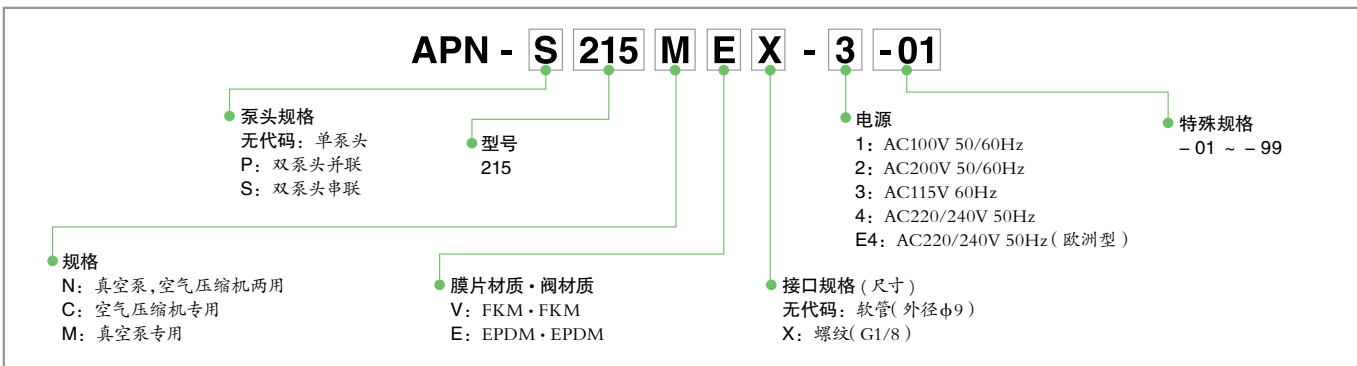 APN - S 215 M E X - 3 -01
泵头规格
无代码：单泵头
P：双泵头并联
S：双泵头串联
型号
215
电源
1：AC100V 50/60Hz
2：AC200V 50/60Hz
3：AC115V 60Hz
4：AC220/240V 50Hz
E4：AC220/240V 50Hz（欧洲型）
特殊规格
– 01 ~ – 99
规格
N：真空泵，空气压缩机两用
C：空气压缩机专用
M：真空泵专用
膜片材质・阀材质
V：FKM・FKM
E：EPDM・EPDM
接口规格（尺寸）
无代码：软管（外径φ9）
X：螺纹（G1/8）